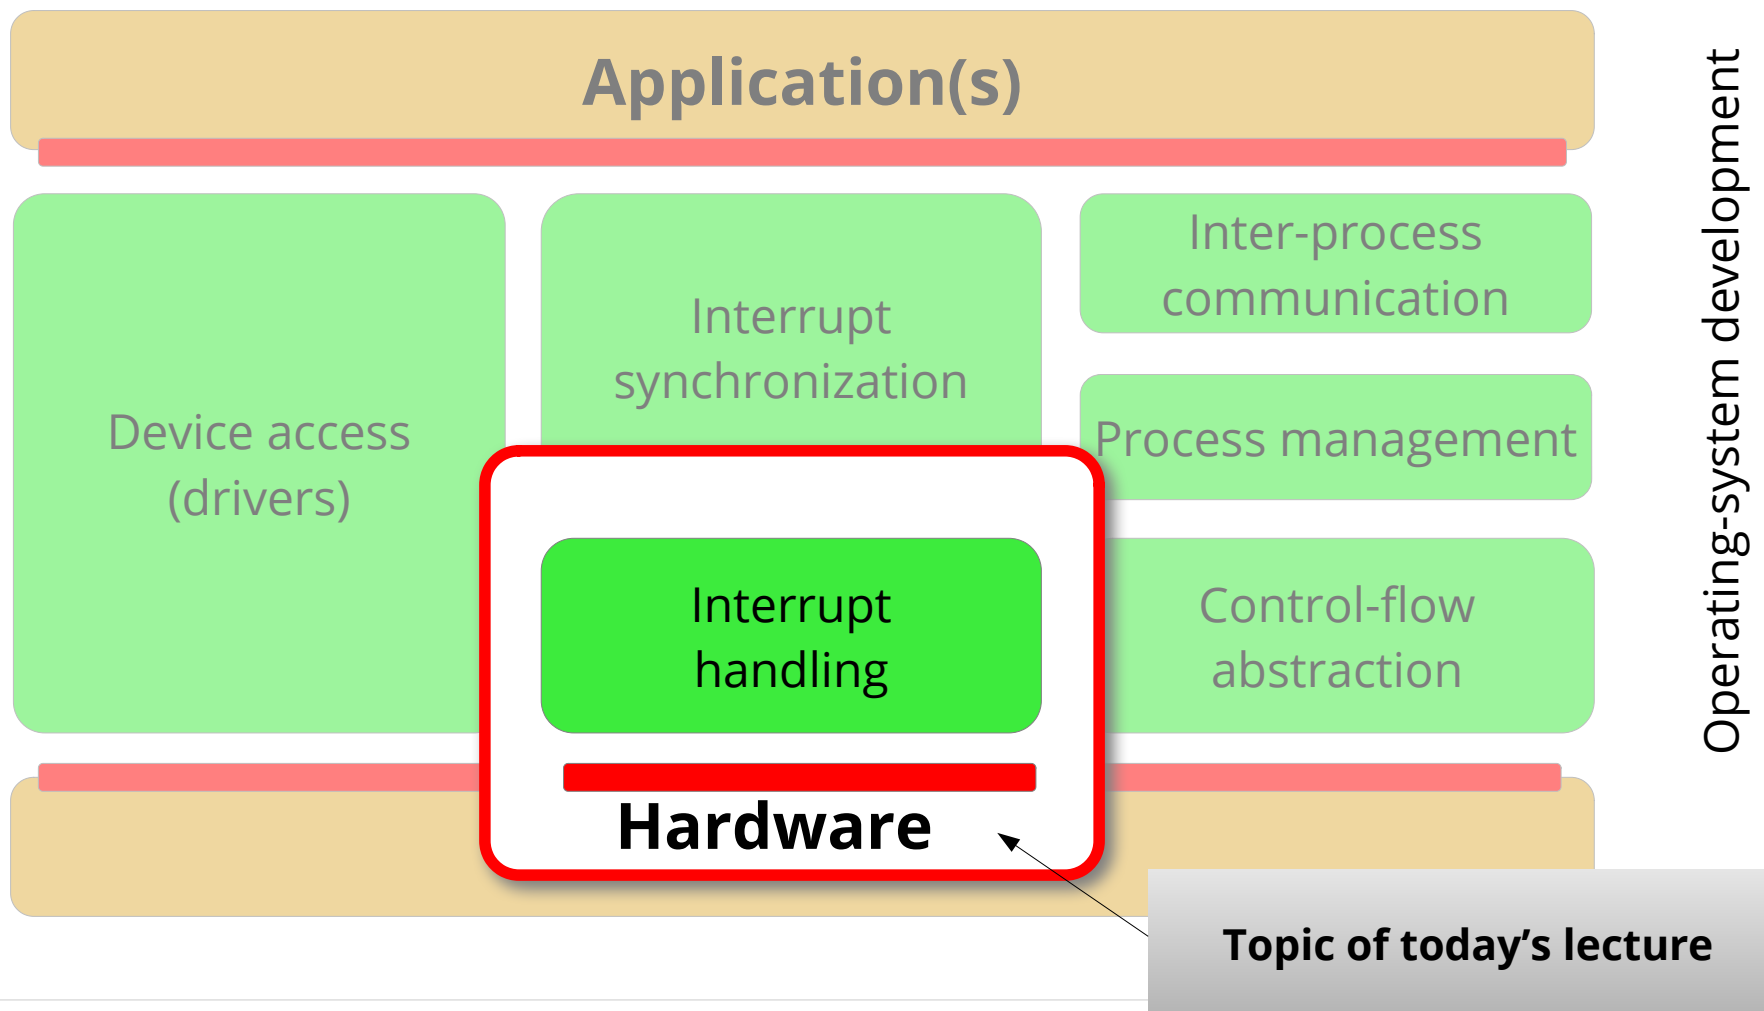 Application(s)
Device access
(drivers)
Interrupt
synchronization
Inter-process
communication
Process management
Interrupt
handling
Control-flow
abstraction
Hardware
Topic of today’s lecture
Operating-system development